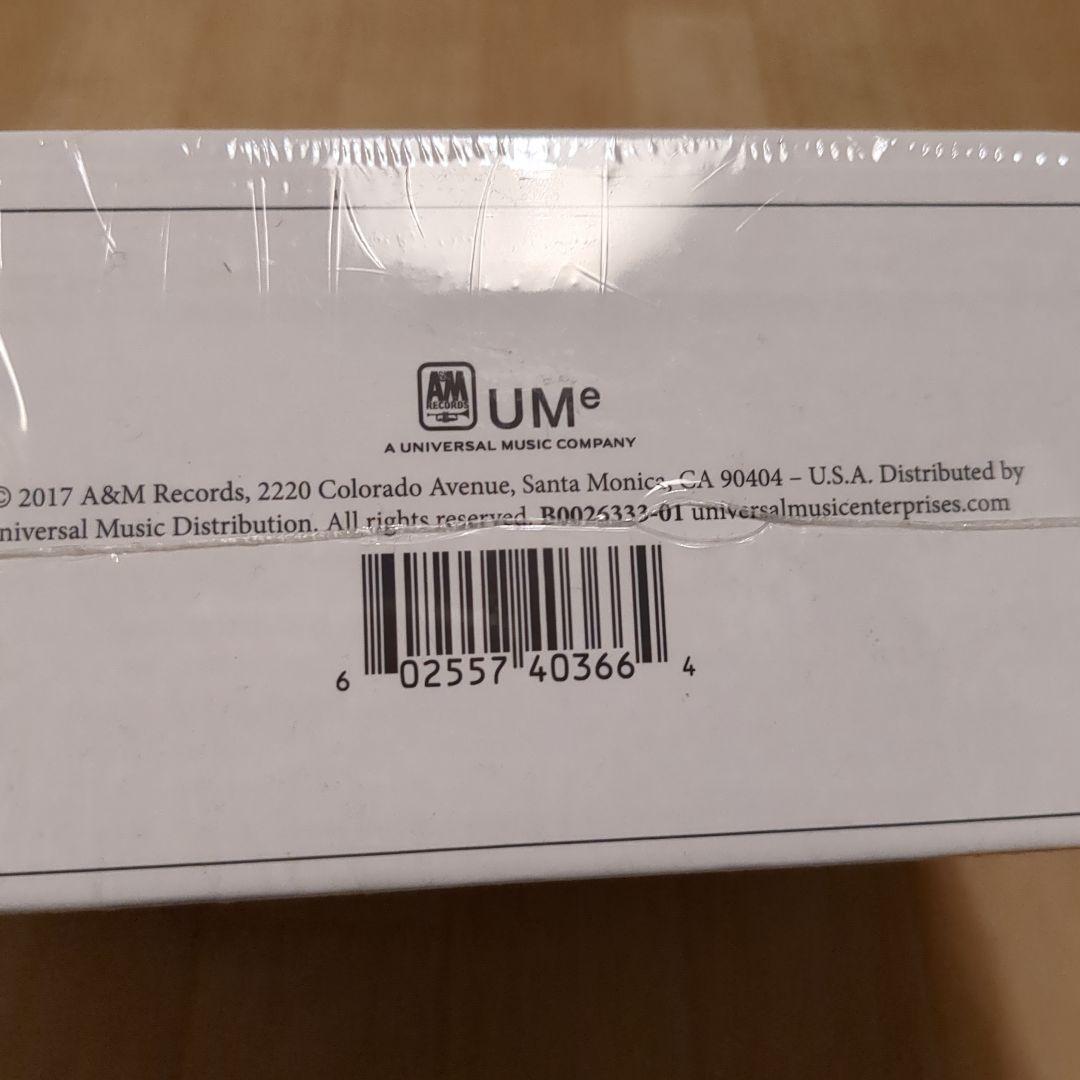 A&M
RECORDS
UMe
A UNIVERSAL MUSIC COMPANY
© 2017 A&M Records, 2220 Colorado Avenue, Santa Monica, CA 90404 – U.S.A. Distributed by
niversal Music Distribution. All rights reserved. B0026333-01 universalmusicenterprises.com
6 02557 40366 4